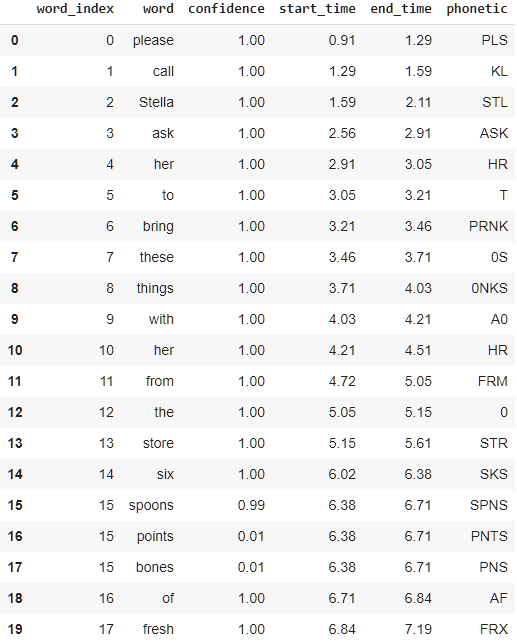 word_index word confidence start_time end_time phonetic
0 0 please 1.00 0.91 1.29 PLS
1 1 call 1.00 1.29 1.59 KL
2 2 Stella 1.00 1.59 2.11 STL
3 3 ask 1.00 2.56 2.91 ASK
4 4 her 1.00 2.91 3.05 HR
5 5 to 1.00 3.05 3.21 T
6 6 bring 1.00 3.21 3.46 PRNK
7 7 these 1.00 3.46 3.71 0S
8 8 things 1.00 3.71 4.03 0NKS
9 9 with 1.00 4.03 4.21 A0
10 10 her 1.00 4.21 4.51 HR
11 11 from 1.00 4.72 5.05 FRM
12 12 the 1.00 5.05 5.15 0
13 13 store 1.00 5.15 5.61 STR
14 14 six 1.00 6.02 6.38 SKS
15 15 spoons 0.99 6.38 6.71 SPNS
16 15 points 0.01 6.38 6.71 PNTS
17 15 bones 0.01 6.38 6.71 PNS
18 16 of 1.00 6.71 6.84 AF
19 17 fresh 1.00 6.84 7.19 FRX